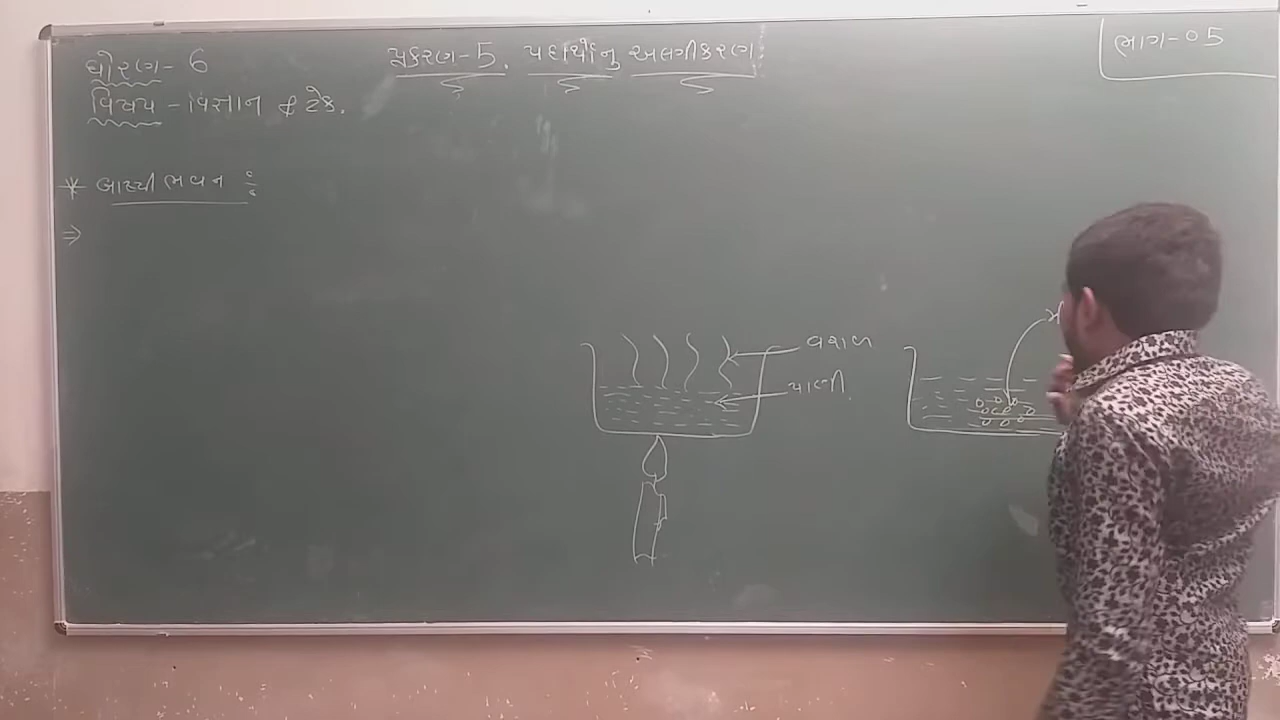 ધોરણ - 6
પ્રકરણ - 5. પદાર્થોનુ અલગીકરણ
ભાગ-05
વિષય - વિજ્ઞાન & ટેક.
* બાષ્પીભવન :
⇒
વરાળ
પાણી